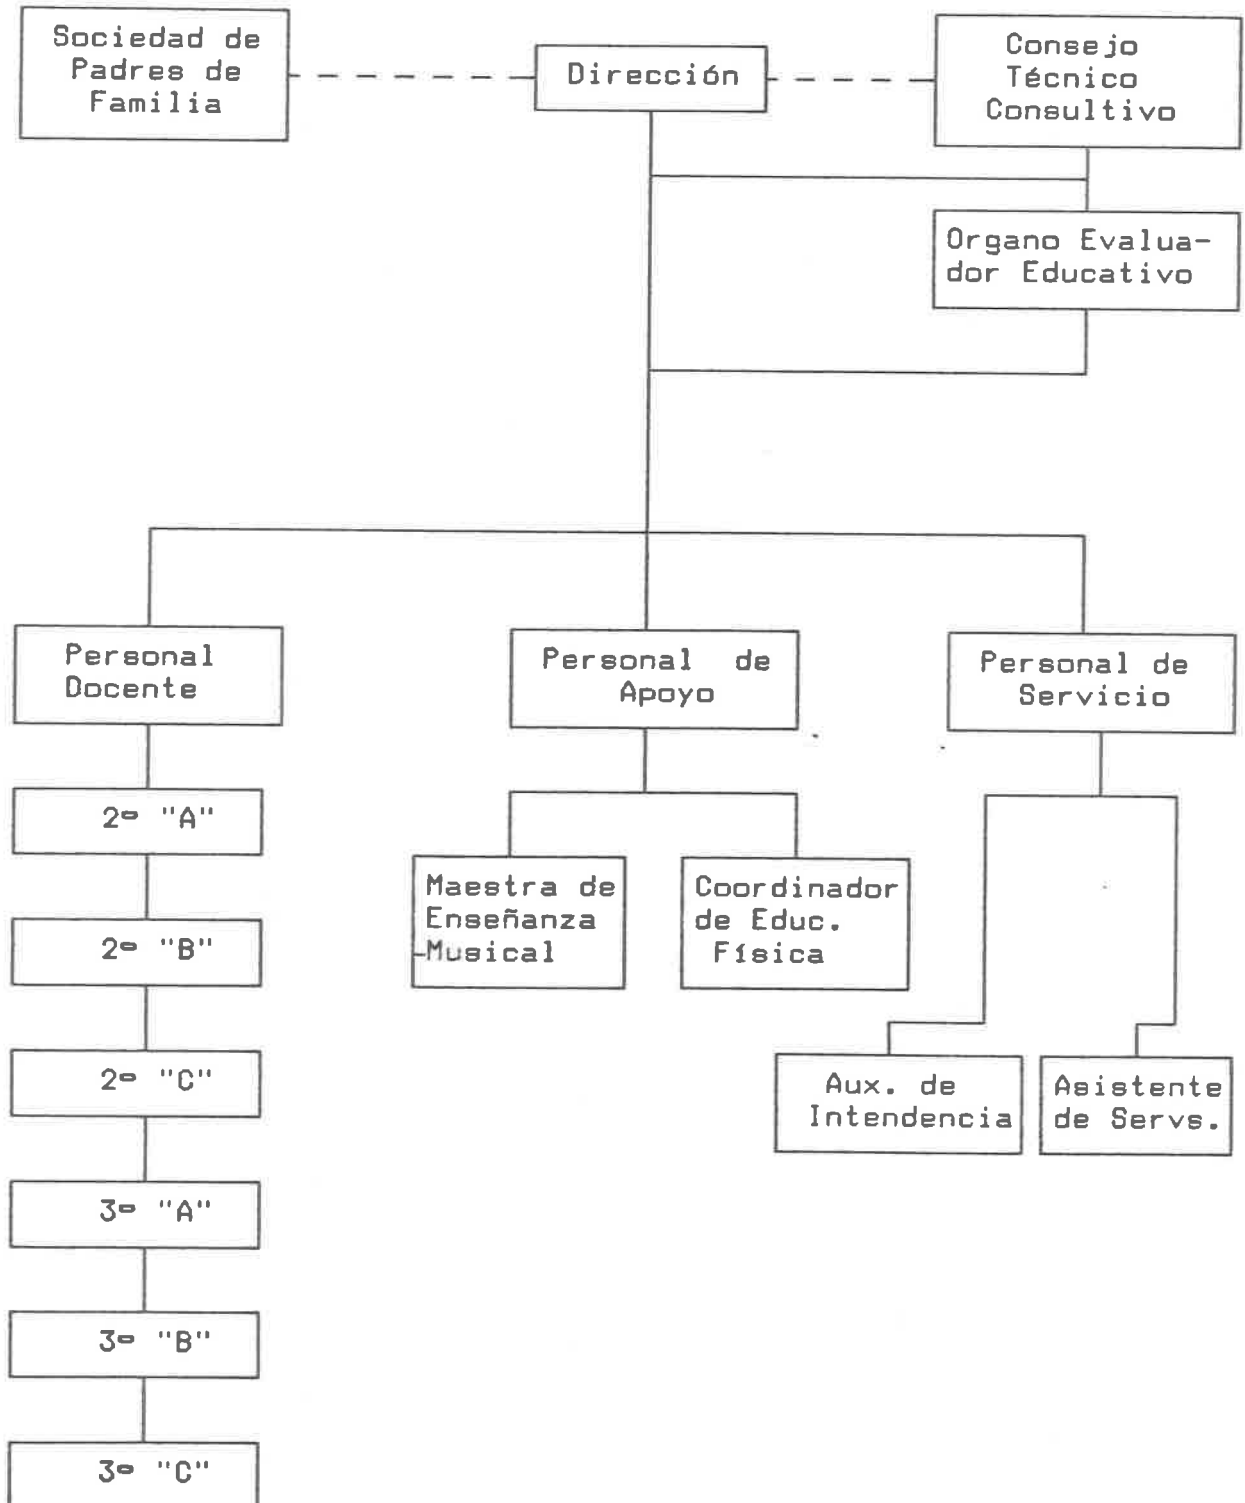 Sociedad de
Padres de
Familia
Dirección
Consejo
Técnico
Consultivo
Organo Evalua-
dor Educativo
Personal
Docente
Personal de
Apoyo
Personal de
Servicio
2º "A"
2º "B"
2º "C"
3º "A"
3º "B"
3º "C"
Maestra de
Enseñanza
-Musical
Coordinador
de Educ.
Física
Aux. de
Intendencia
Asistente
de Servs.